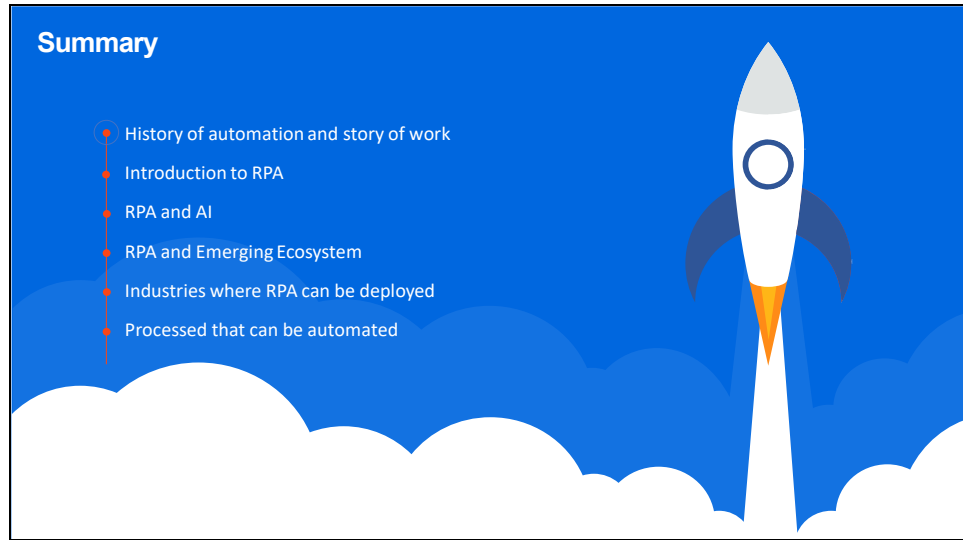 Summary
History of automation and story of work
Introduction to RPA
RPA and AI
RPA and Emerging Ecosystem
Industries where RPA can be deployed
Processed that can be automated